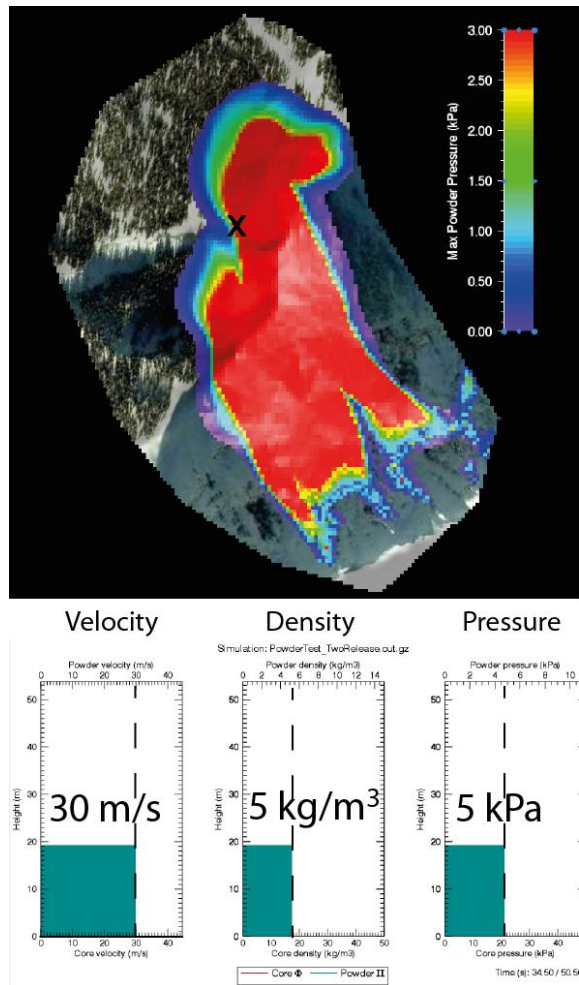 3.00
2.50
2.00
1.50
1.00
0.50
0.00
Max Powder Pressure (kPa)
X
Velocity Density Pressure
Simulation: PowderTest_TwoRelease.out.gz
Powder velocity (m/s) Powder density (kg/m3) Powder pressure (kPa)
0 10 20 30 40 0 2 4 6 8 10 12 14 0 2 4 6 8 10
50
40
30
20
10
0
Height (m)
30 m/s
0 10 20 30 40
Core velocity (m/s)
50
40
30
20
10
0
Height (m)
5 kg/m³
0 10 20 30 40 50
Core density (kg/m3)
50
40
30
20
10
0
Height (m)
5 kPa
0 10 20 30 40
Core pressure (kPa)
Core Φ Powder Π
Time (s): 34.50 / 50.50